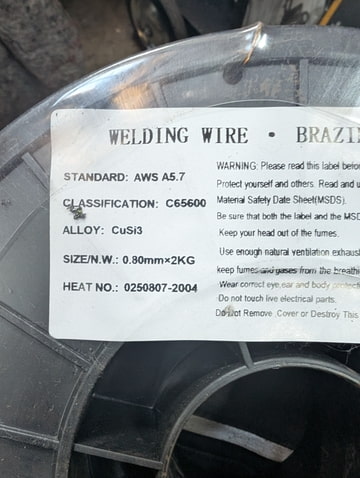 WELDING WIRE • BRAZIN
STANDARD: AWS A5.7
CLASSIFICATION: C65600
ALLOY: CuSi3
SIZE/N.W.: 0.80mm×2KG
HEAT NO.: 0250807-2004
WARNING: Please read this label before
Protect yourself and others. Read and u
Material Safety Date Sheet(MSDS).
Be sure that both the label and the MSD
Keep your head out of the fumes.
Use enough natural ventilation exhaus
keep fumes and gases from the breathi
Wear correct eye,ear and body protecti
Do not touch live electrical parts.
Do Not Remove ,Cover or Destroy This